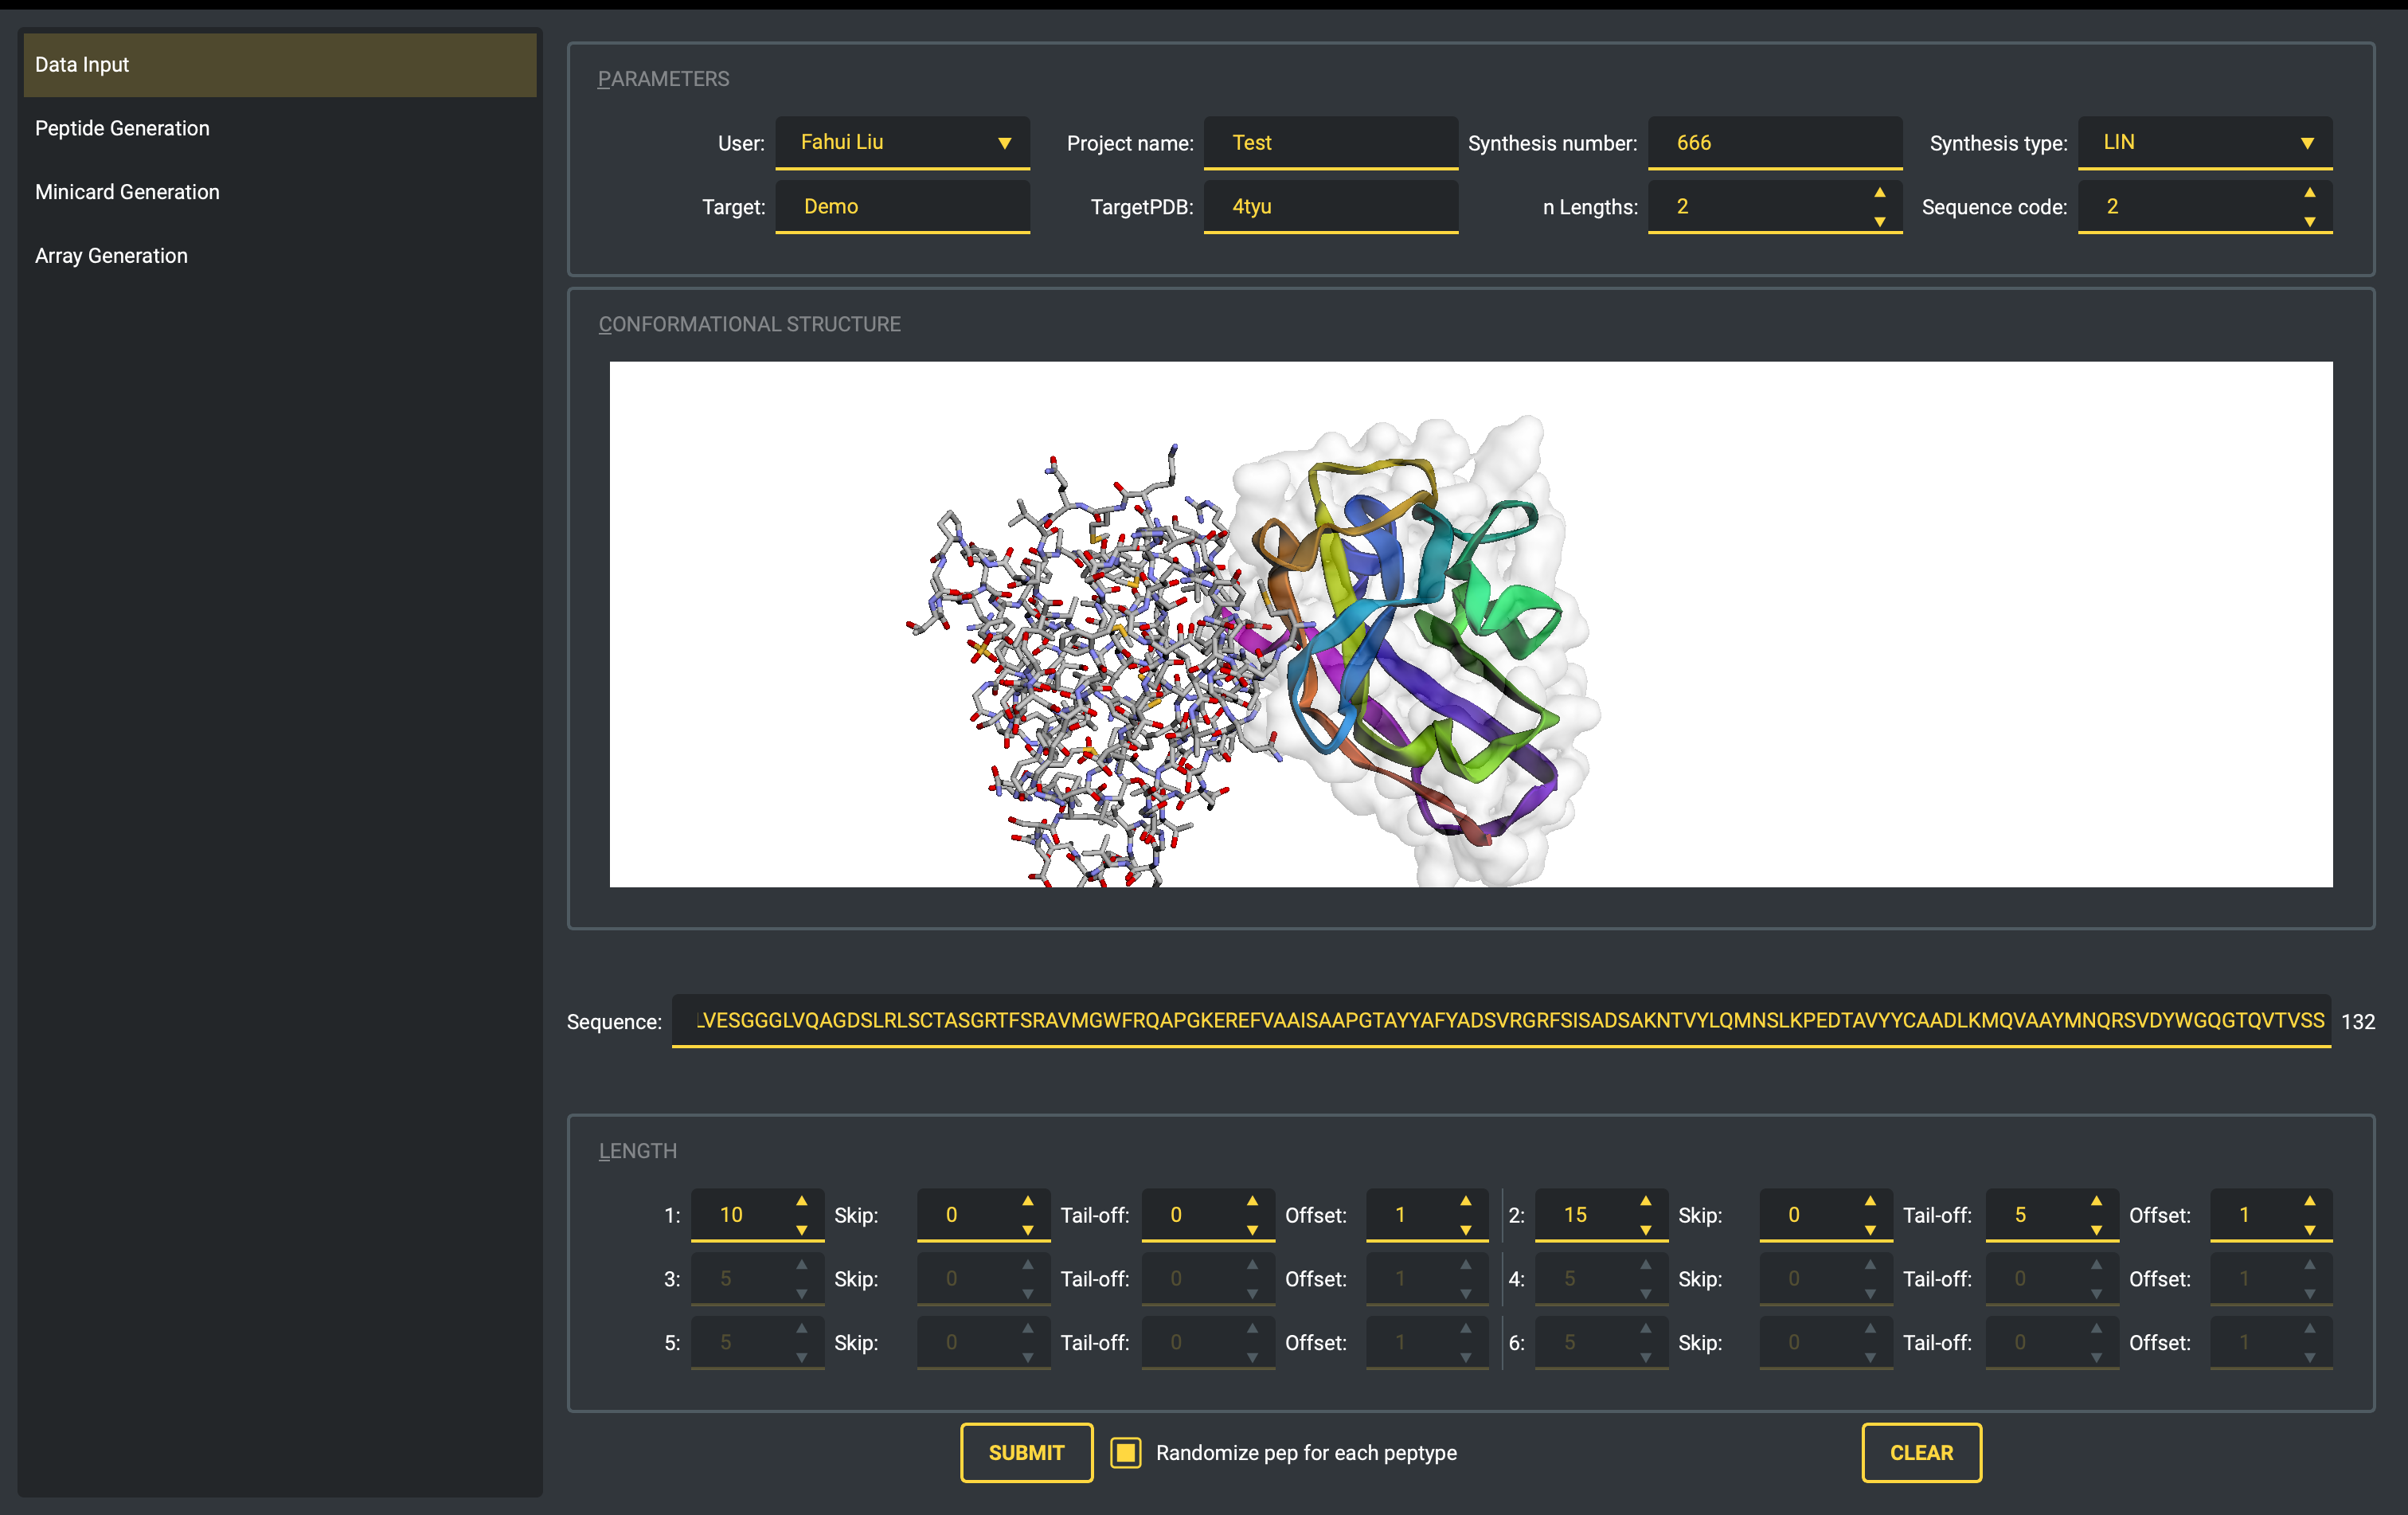 Data Input
Peptide Generation
Minicard Generation
Array Generation
PARAMETERS
User: Fahui Liu Project name: Test Synthesis number: 666 Synthesis type: LIN
Target: Demo TargetPDB: 4tyu n Lengths: 2 Sequence code: 2
CONFORMATIONAL STRUCTURE
Sequence: LVESGGGLVQAGDSLRLSCTASGRTFSRAVMGWFRQAPGKEREFVAAISAAPGTAYYAFYADSVRGRFSISADSAKNTVYLQMNSLKPEDTAVYYCAADLKMQVAAYMNQRSVDYWGQGTQVTVSS 132
LENGTH
1: 10 Skip: 0 Tail-off: 0 Offset: 1 2: 15 Skip: 0 Tail-off: 5 Offset: 1
3: 5 Skip: 0 Tail-off: 0 Offset: 1 4: 5 Skip: 0 Tail-off: 0 Offset: 1
5: 5 Skip: 0 Tail-off: 0 Offset: 1 6: 5 Skip: 0 Tail-off: 0 Offset: 1
SUBMIT Randomize pep for each peptype CLEAR